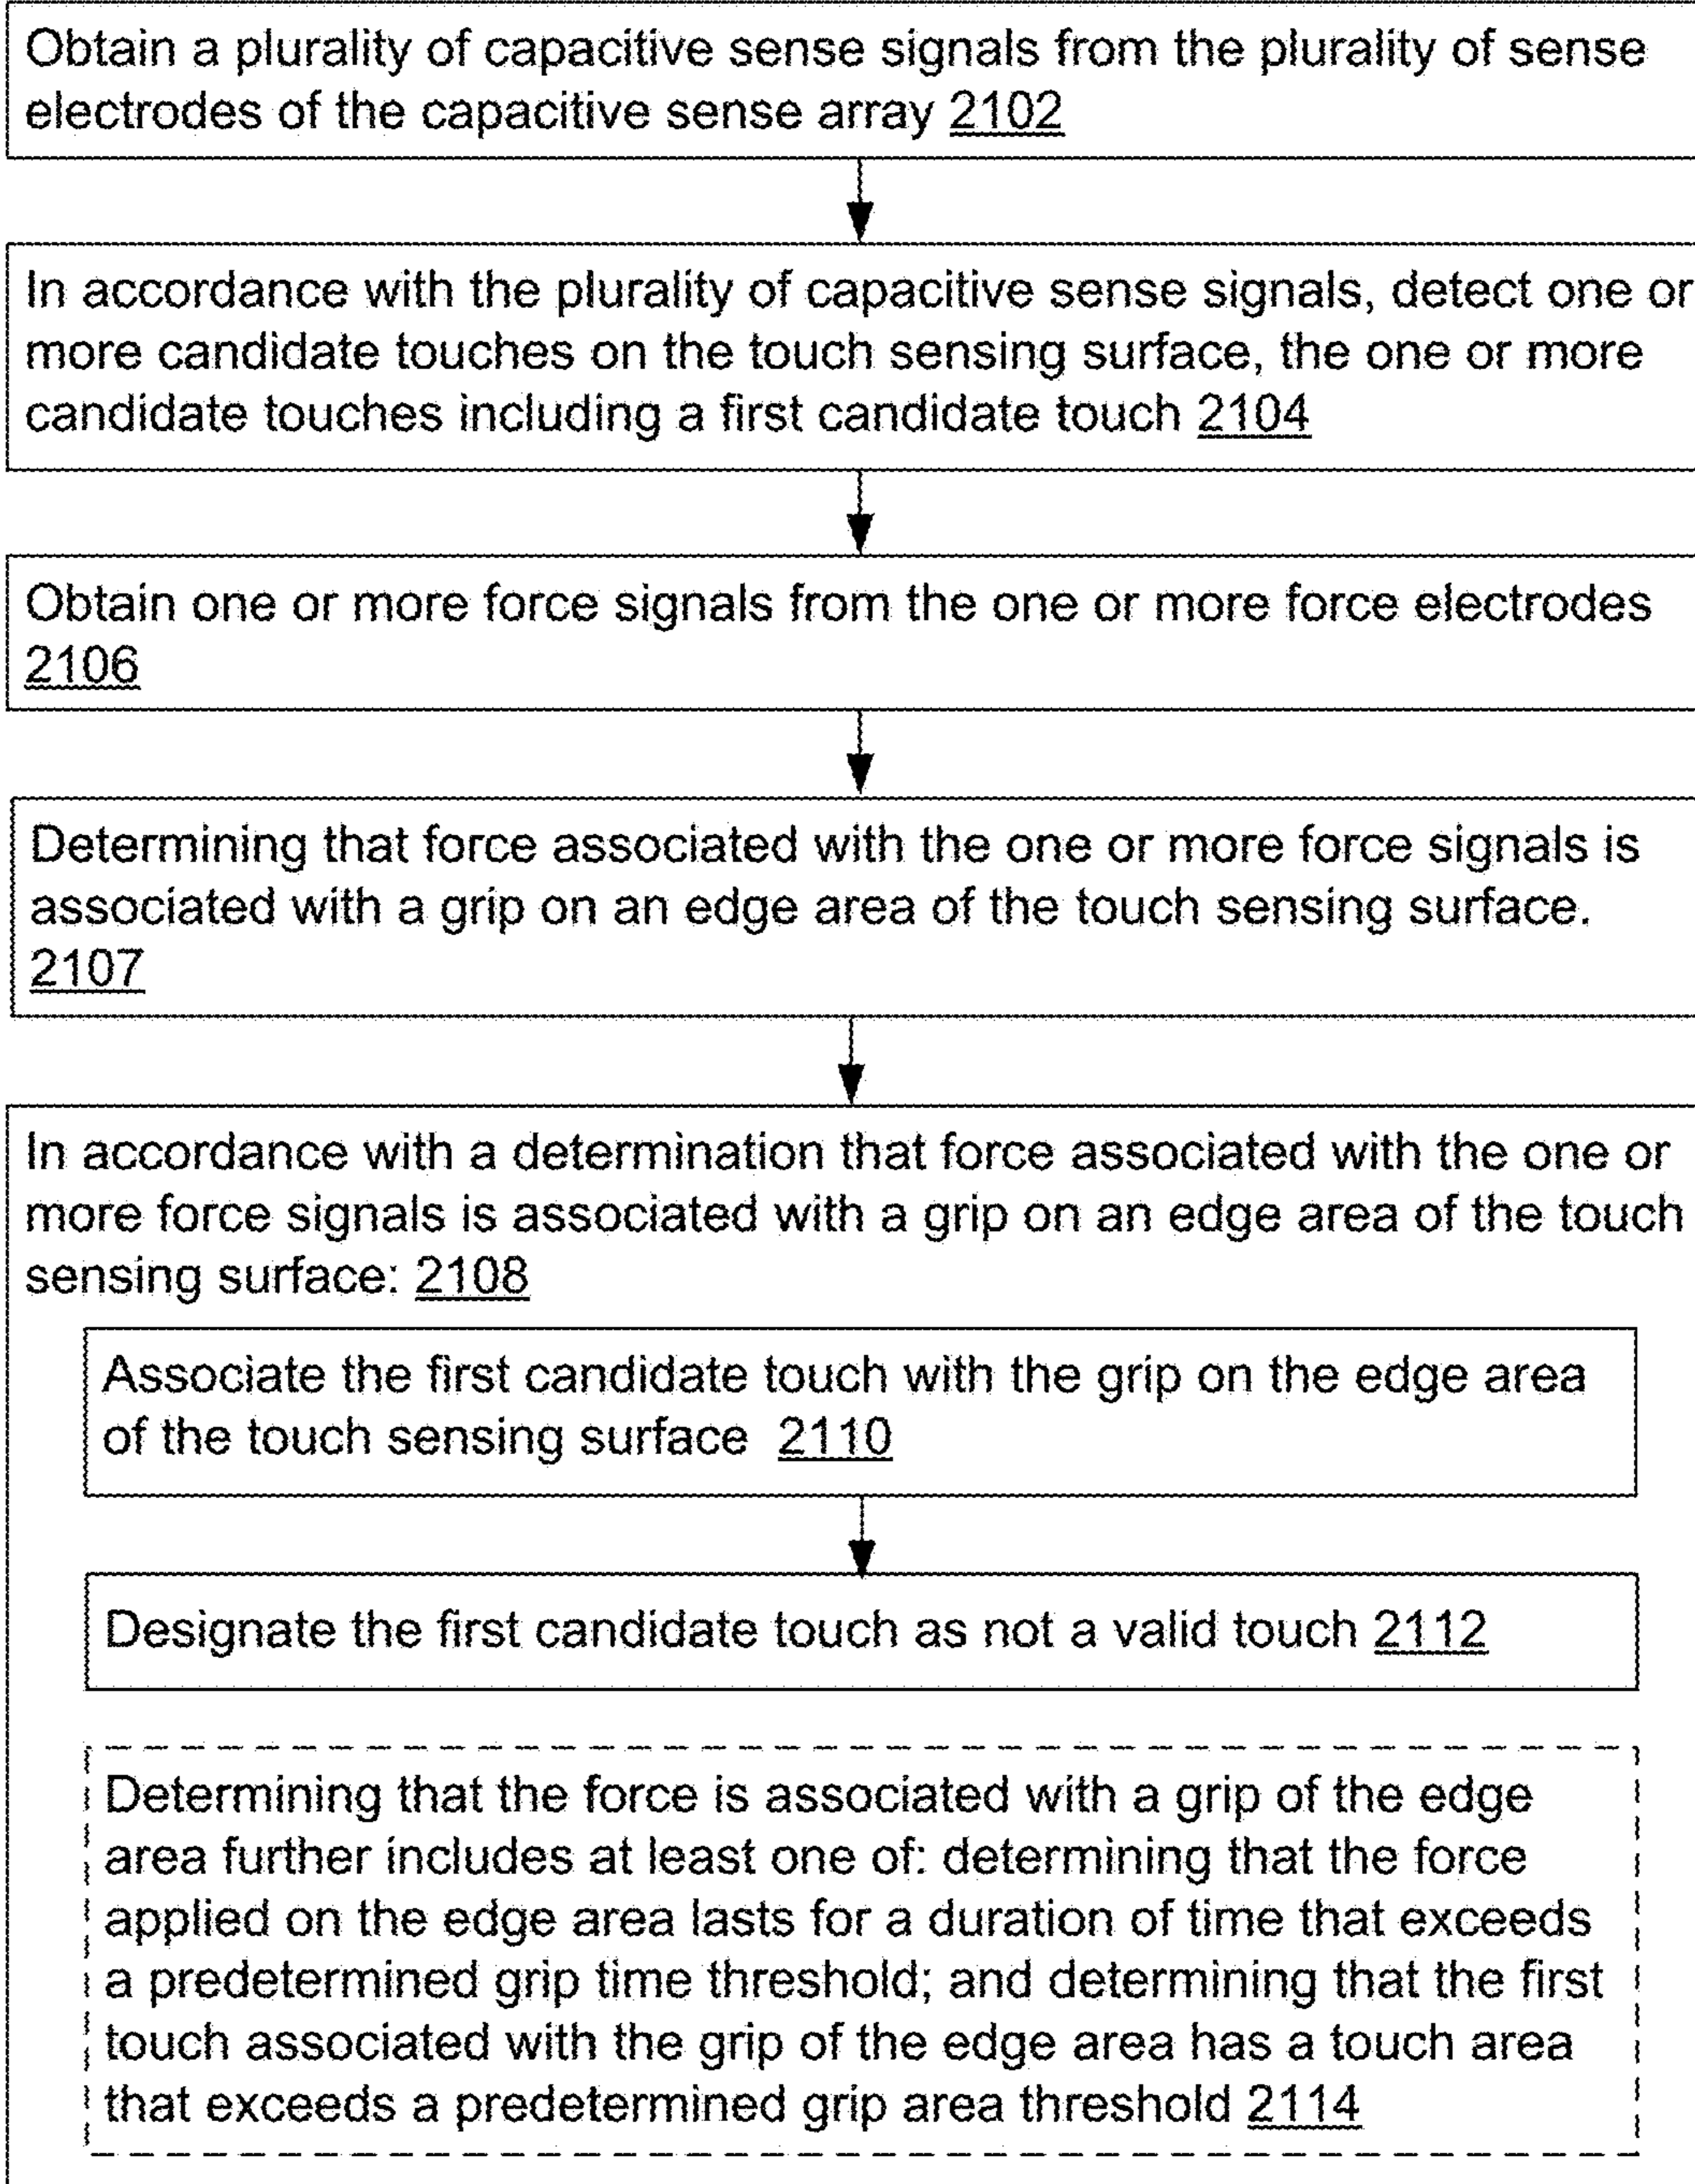 Obtain a plurality of capacitive sense signals from the plurality of sense
electrodes of the capacitive sense array 2102
In accordance with the plurality of capacitive sense signals, detect one or
more candidate touches on the touch sensing surface, the one or more
candidate touches including a first candidate touch 2104
Obtain one or more force signals from the one or more force electrodes
2106
Determining that force associated with the one or more force signals is
associated with a grip on an edge area of the touch sensing surface.
2107
In accordance with a determination that force associated with the one or
more force signals is associated with a grip on an edge area of the touch
sensing surface: 2108
Associate the first candidate touch with the grip on the edge area
of the touch sensing surface 2110
Designate the first candidate touch as not a valid touch 2112
Determining that the force is associated with a grip of the edge
area further includes at least one of: determining that the force
applied on the edge area lasts for a duration of time that exceeds
a predetermined grip time threshold; and determining that the first
touch associated with the grip of the edge area has a touch area
that exceeds a predetermined grip area threshold 2114